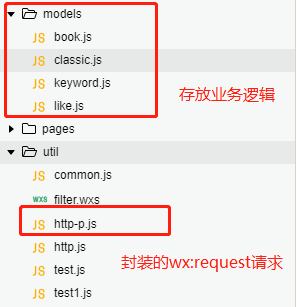 models
JS book.js
JS classic.js
JS keyword.js
存放业务逻辑
JS like.js
pages
util
JS common.js
WXS filter.wxs
JS http-p.js
JS http.js
封装的wx:request请求
JS test.js
JS test1.js